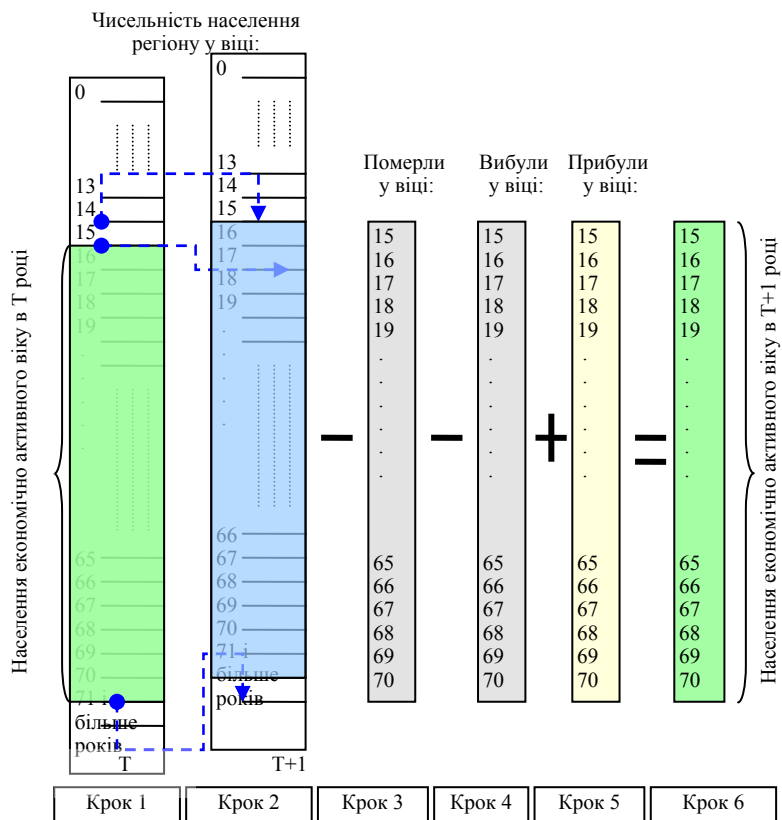 Чисельність населення
регіону у віці:
Населення економічно активного віку в Т році
0
13
14
15
16
17
18
19
65
66
67
68
69
70
71 і
більше
років
Т
0
13
14
15
16
17
18
19
66
67
68
69
70
71 і
більше
років
Т+1
Померли
у віці:
15
16
17
18
19
65
66
67
68
69
70
Вибули
у віці:
15
16
17
18
19
65
66
67
68
69
70
Прибули
у віці:
15
16
17
18
19
65
66
67
68
69
70
15
16
17
18
19
65
66
67
68
69
70
Населення економічно активного віку в Т+1 році
Крок 1
Крок 2
Крок 3
Крок 4
Крок 5
Крок 6